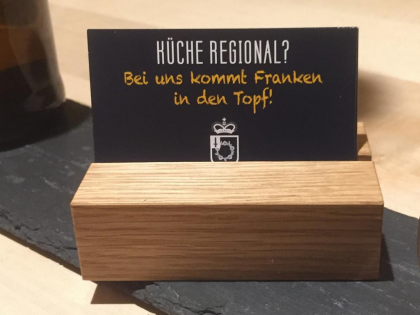 KÜCHE REGIONAL?
Bei uns kommt Franken
in den Topf!